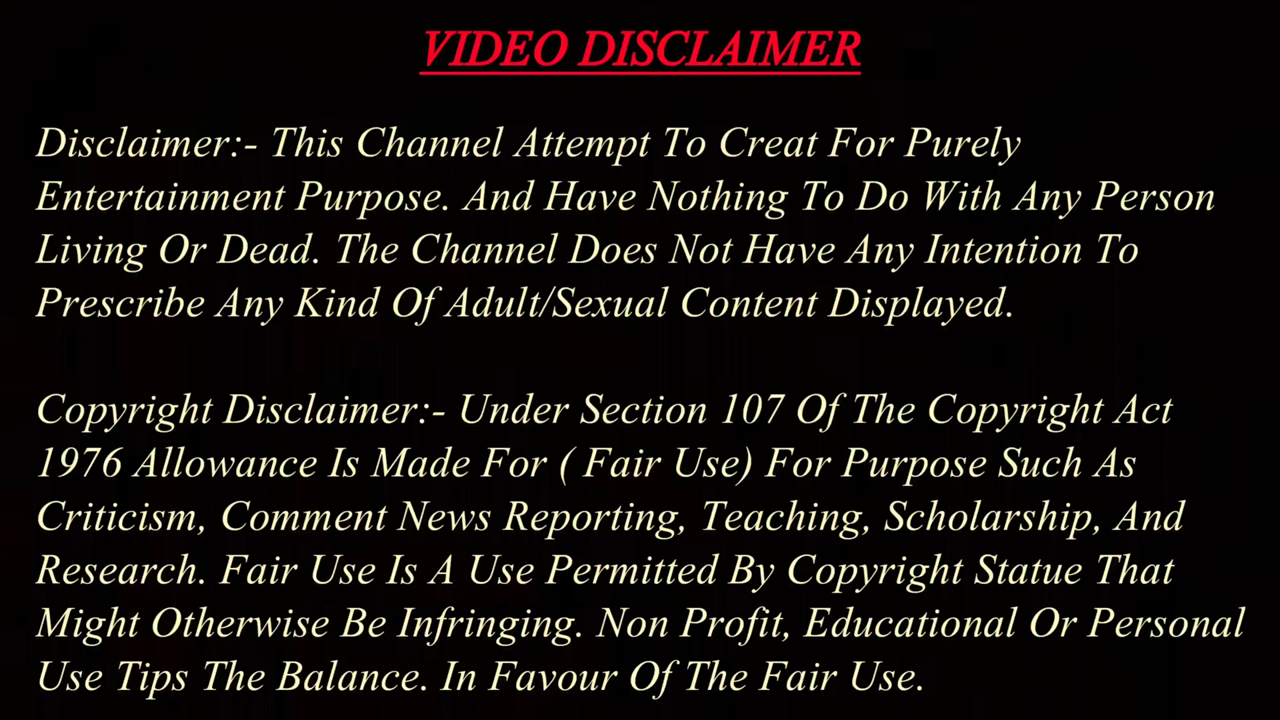 VIDEO DISCLAIMER
Disclaimer:- This Channel Attempt To Creat For Purely
Entertainment Purpose. And Have Nothing To Do With Any Person
Living Or Dead. The Channel Does Not Have Any Intention To
Prescribe Any Kind Of Adult/Sexual Content Displayed.
Copyright Disclaimer:- Under Section 107 Of The Copyright Act
1976 Allowance Is Made For ( Fair Use) For Purpose Such As
Criticism, Comment News Reporting, Teaching, Scholarship, And
Research. Fair Use Is A Use Permitted By Copyright Statue That
Might Otherwise Be Infringing. Non Profit, Educational Or Personal
Use Tips The Balance. In Favour Of The Fair Use.